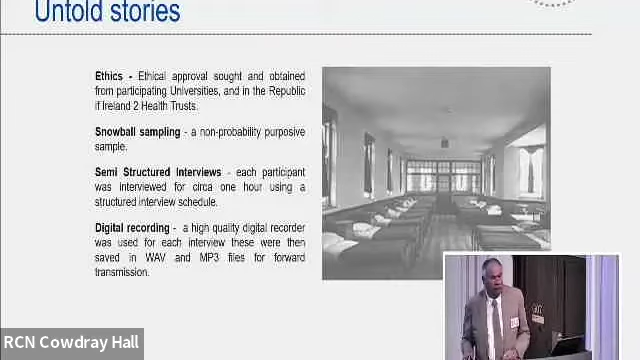 Untold stories
Ethics - Ethical approval sought and obtained
from participating Universities, and in the Republic
if Ireland 2 Health Trusts.
Snowball sampling - a non-probability purposive
sample.
Semi Structured Interviews - each participant
was interviewed for circa one hour using a
structured interview schedule.
Digital recording - a high quality digital recorder
was used for each interview these were then
saved in WAV and MP3 files for forward
transmission.
RCN Cowdray Hall